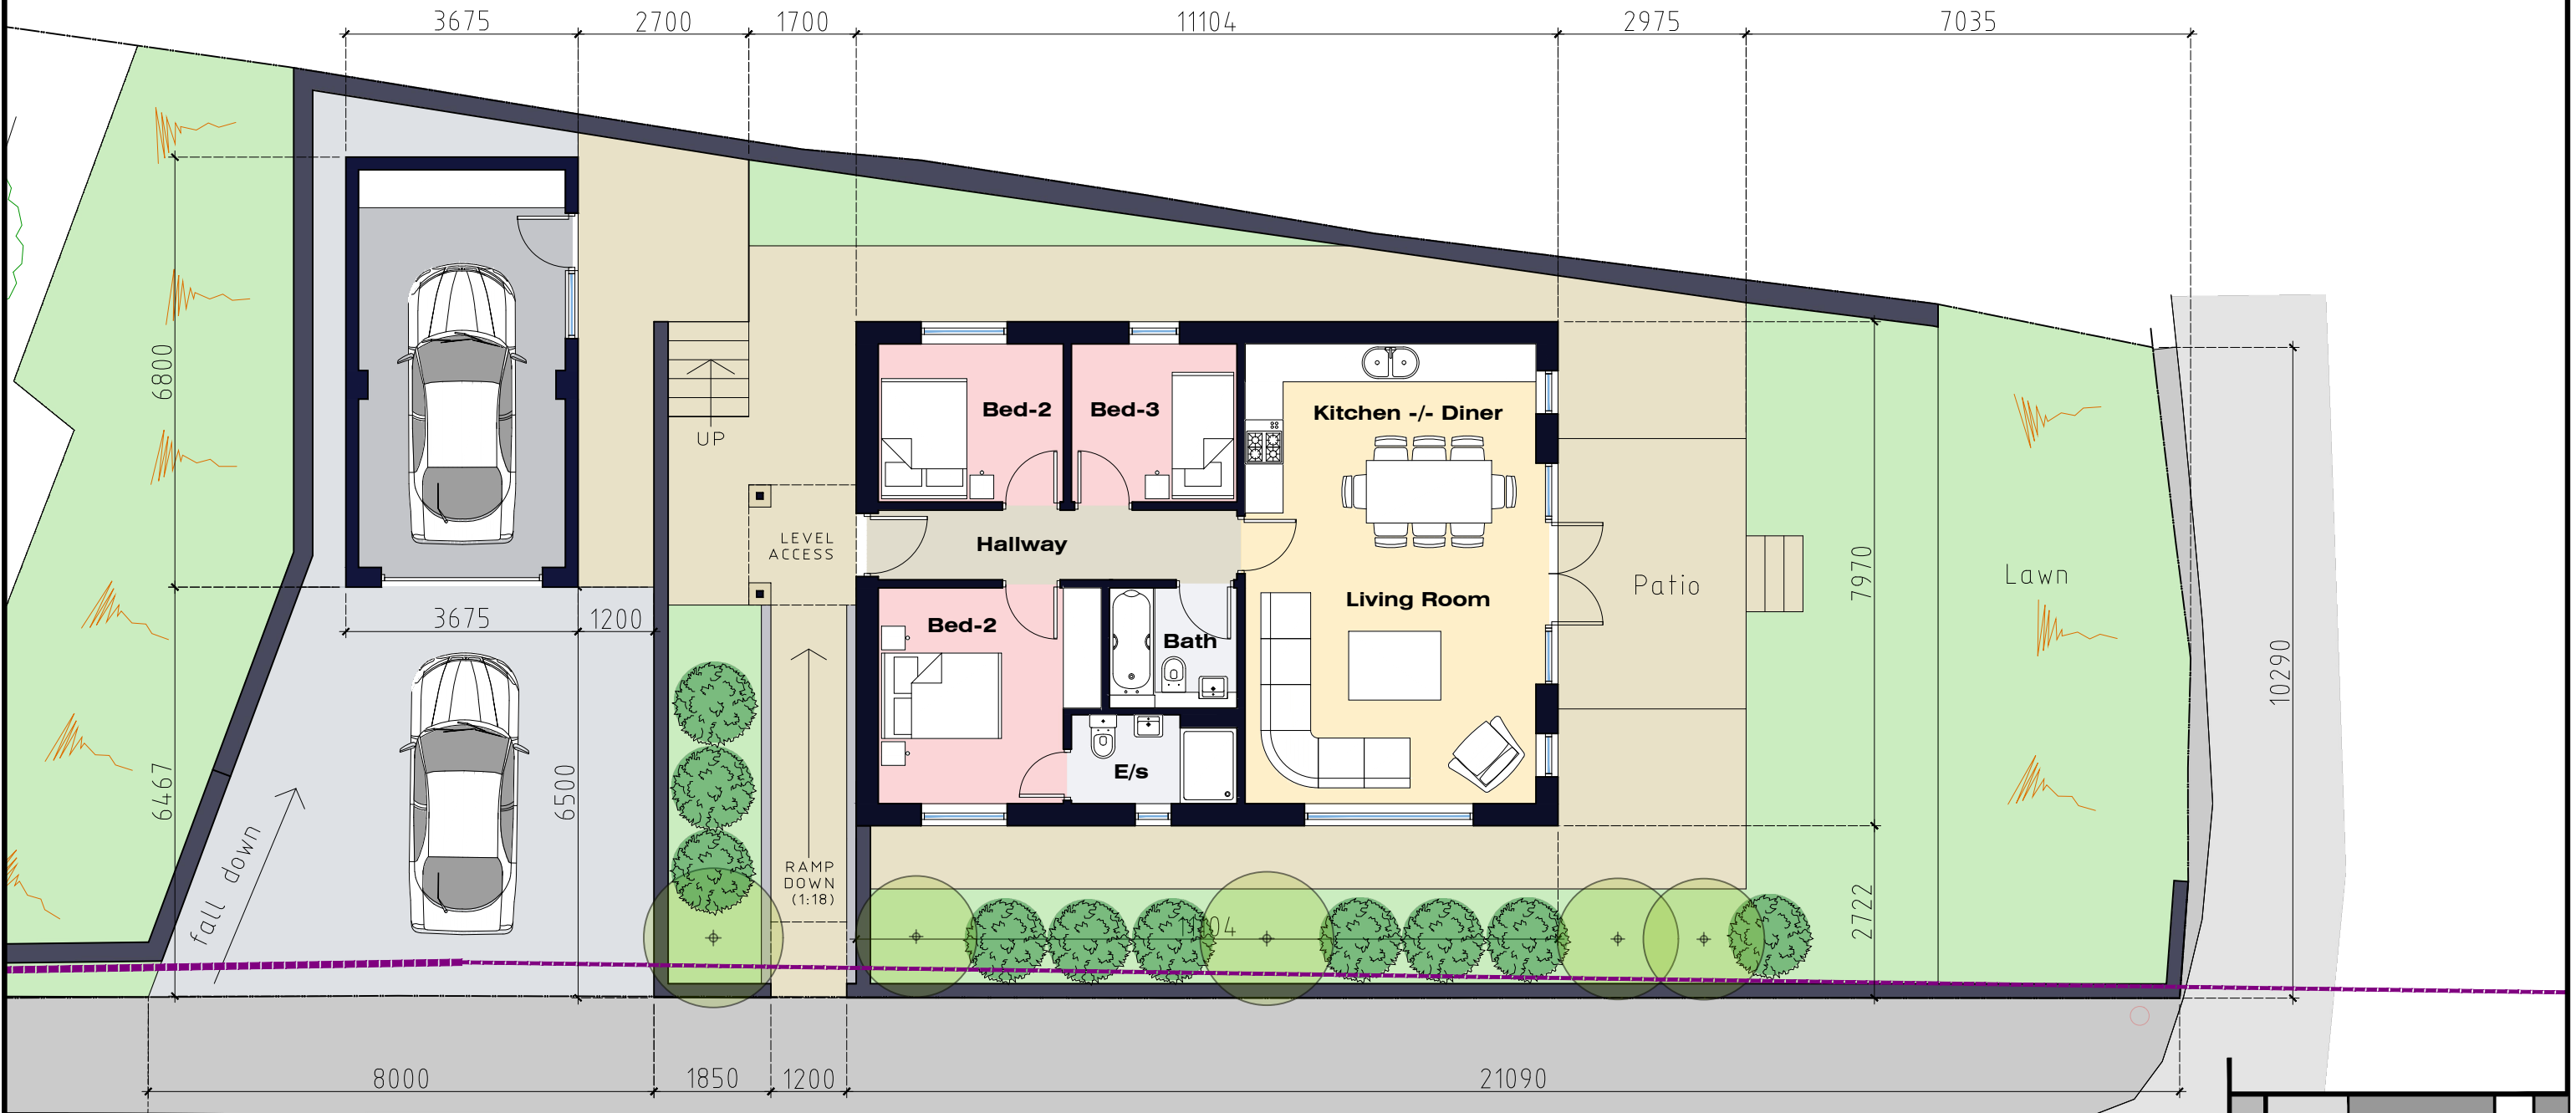 3675
2700
1700
11104
2975
7035
6800
Bed-2
Bed-3
Kitchen -/- Diner
UP
LEVEL
ACCESS
Hallway
7970
Patio
Lawn
3675
1200
Bed-2
Bath
Living Room
10290
6467
6500
E/s
fall down
RAMP
DOWN
(1:18)
11104
2722
8000
1850
1200
21090